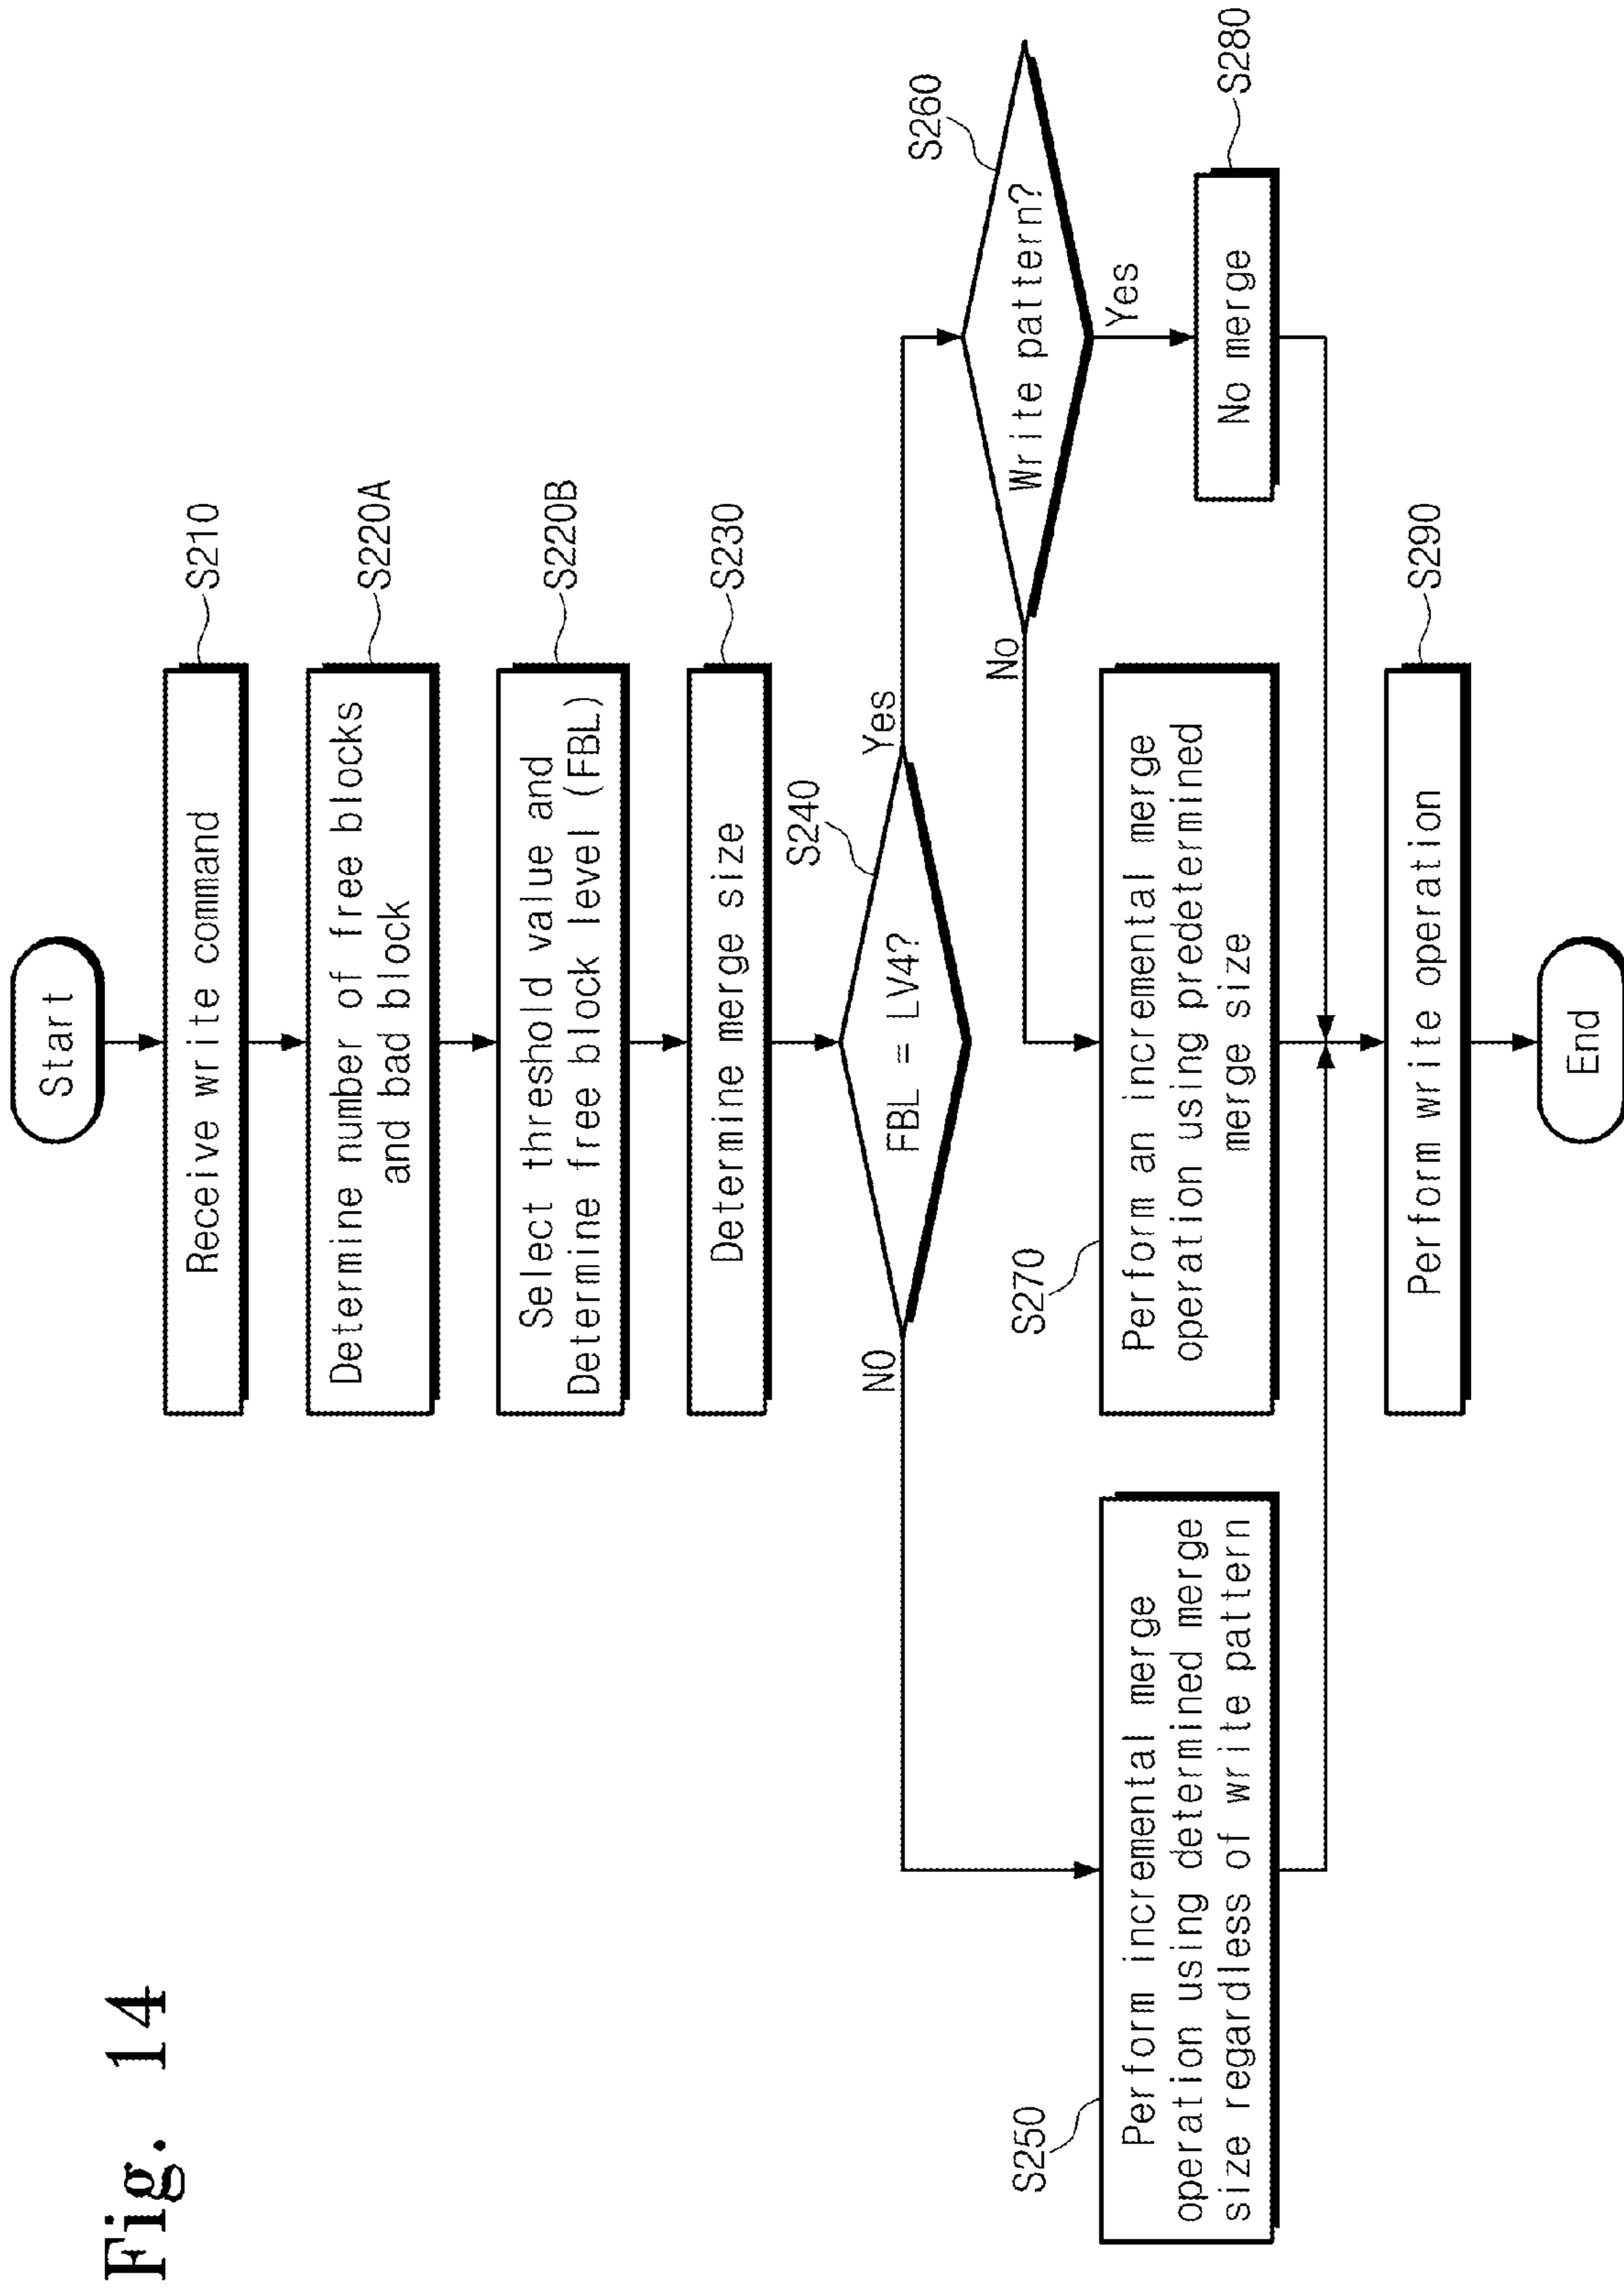 Fig. 14
Start
Receive write command
S210
Determine number of free blocks
and bad block
S220A
Select threshold value and
Determine free block level (FBL)
S220B
Determine merge size
S230
FBL = LV4?
S240
NO
Yes
Write pattern?
S260
No
Yes
S250
Perform incremental merge
operation using determined merge
size regardless of write pattern
S270
Perform an incremental merge
operation using predetermined
merge size
No merge
S280
Perform write operation
S290
End